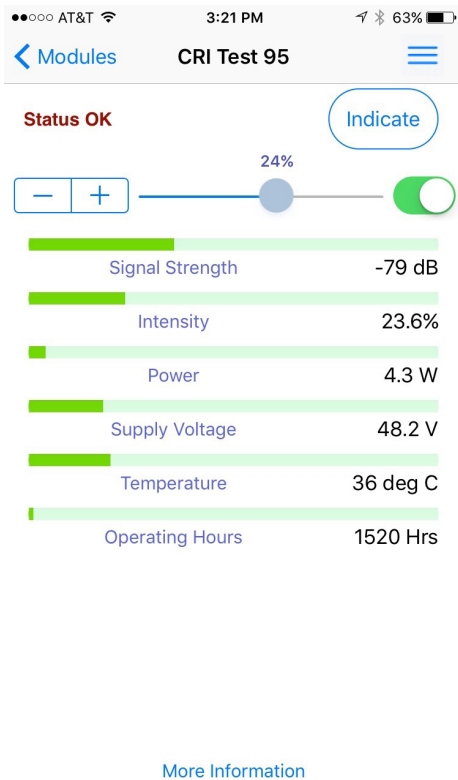 AT&T 3:21 PM 63%
Modules CRI Test 95
Status OK Indicate
24%
Signal Strength -79 dB
Intensity 23.6%
Power 4.3 W
Supply Voltage 48.2 V
Temperature 36 deg C
Operating Hours 1520 Hrs
More Information